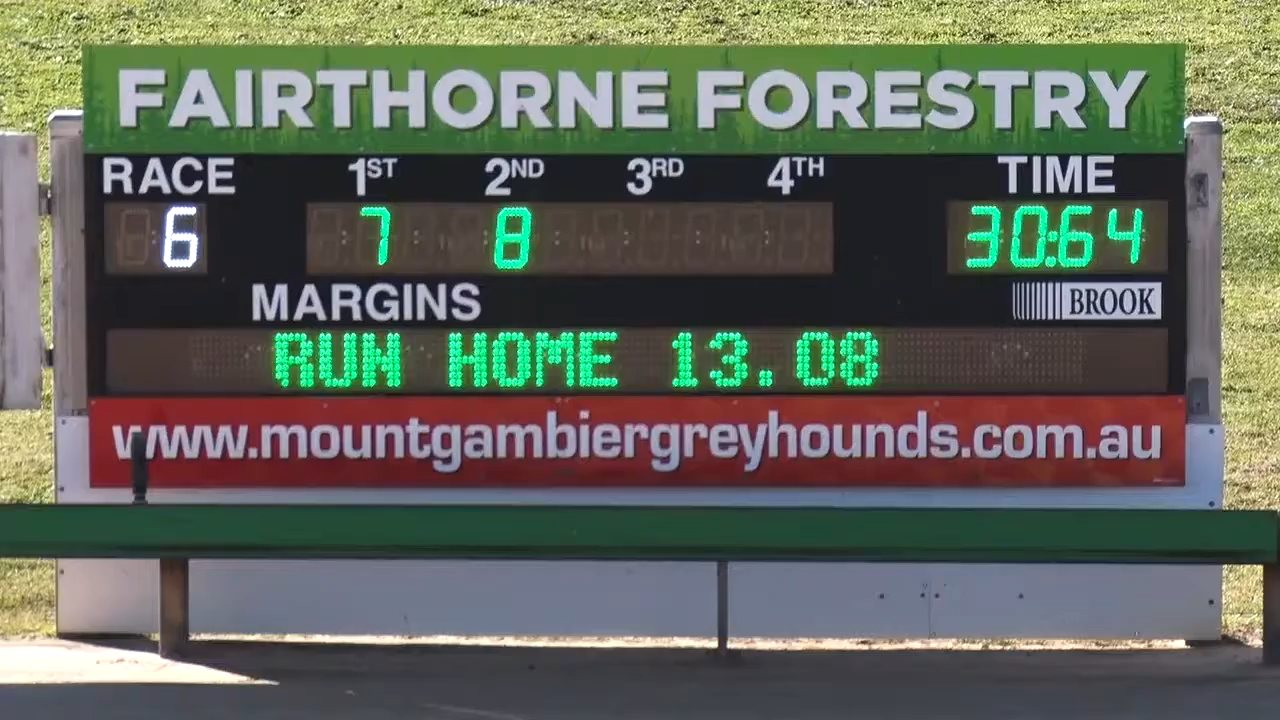 FAIRTHORNE FORESTRY
RACE 1ST 2ND 3RD 4TH TIME
6 7 8 30:64
MARGINS BROOK
RUN HOME 13.08
www.mountgambiergreyhounds.com.au